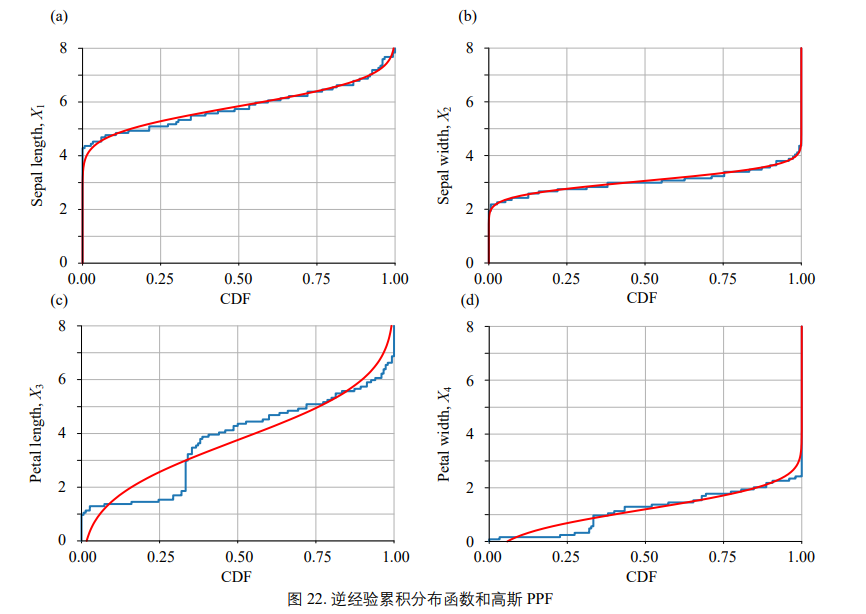 (a)
(b)
8
6
4
2
0
Sepal length, X1
0.00 0.25 0.50 0.75 1.00
CDF
8
6
4
2
0
Sepal width, X2
0.00 0.25 0.50 0.75 1.00
CDF
(c)
(d)
8
6
4
2
0
Petal length, X3
0.00 0.25 0.50 0.75 1.00
CDF
8
6
4
2
0
Petal width, X4
0.00 0.25 0.50 0.75 1.00
CDF
图 22. 逆经验累积分布函数和高斯 PPF